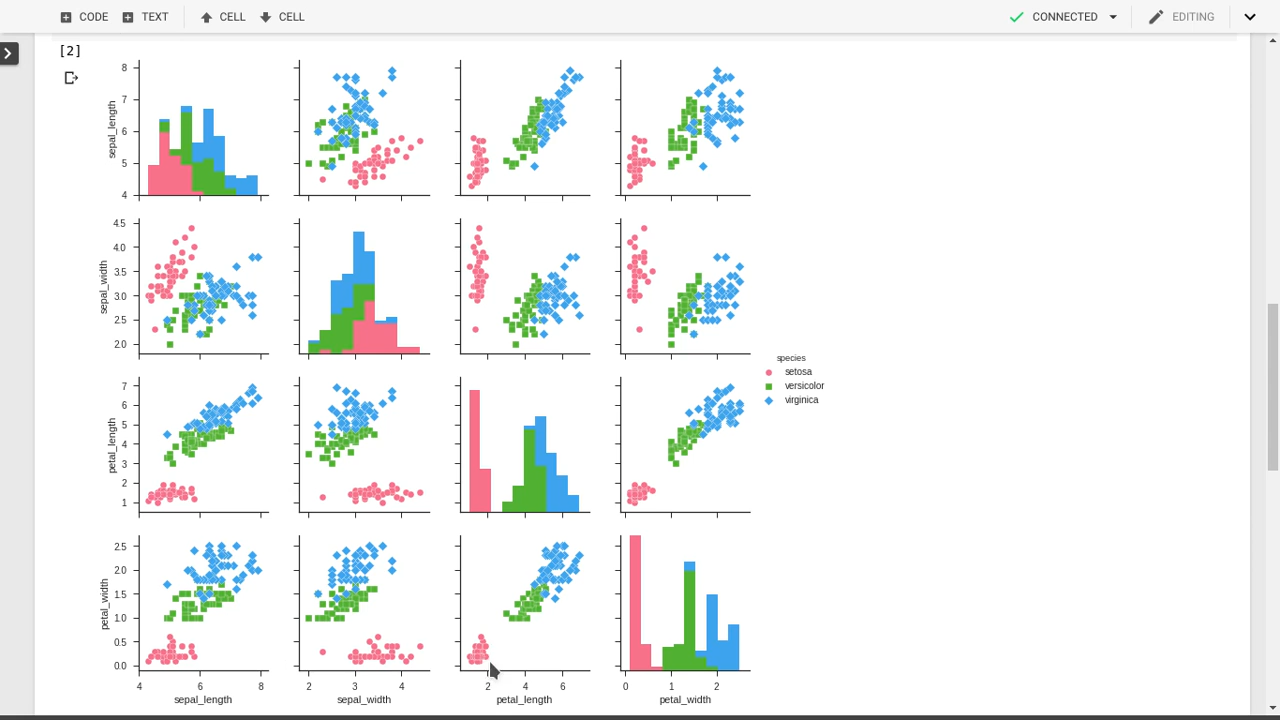 CODE TEXT CELL CELL CONNECTED EDITING
[2]
8
7
6
5
4
sepal_length
4.5
4.0
3.5
3.0
2.5
2.0
sepal_width
species
setosa
versicolor
virginica
7
6
5
4
3
2
1
petal_length
2.5
2.0
1.5
1.0
0.5
0.0
petal_width
4 6 8 2 3 4 2 4 6 0 1 2
sepal_length sepal_width petal_length petal_width